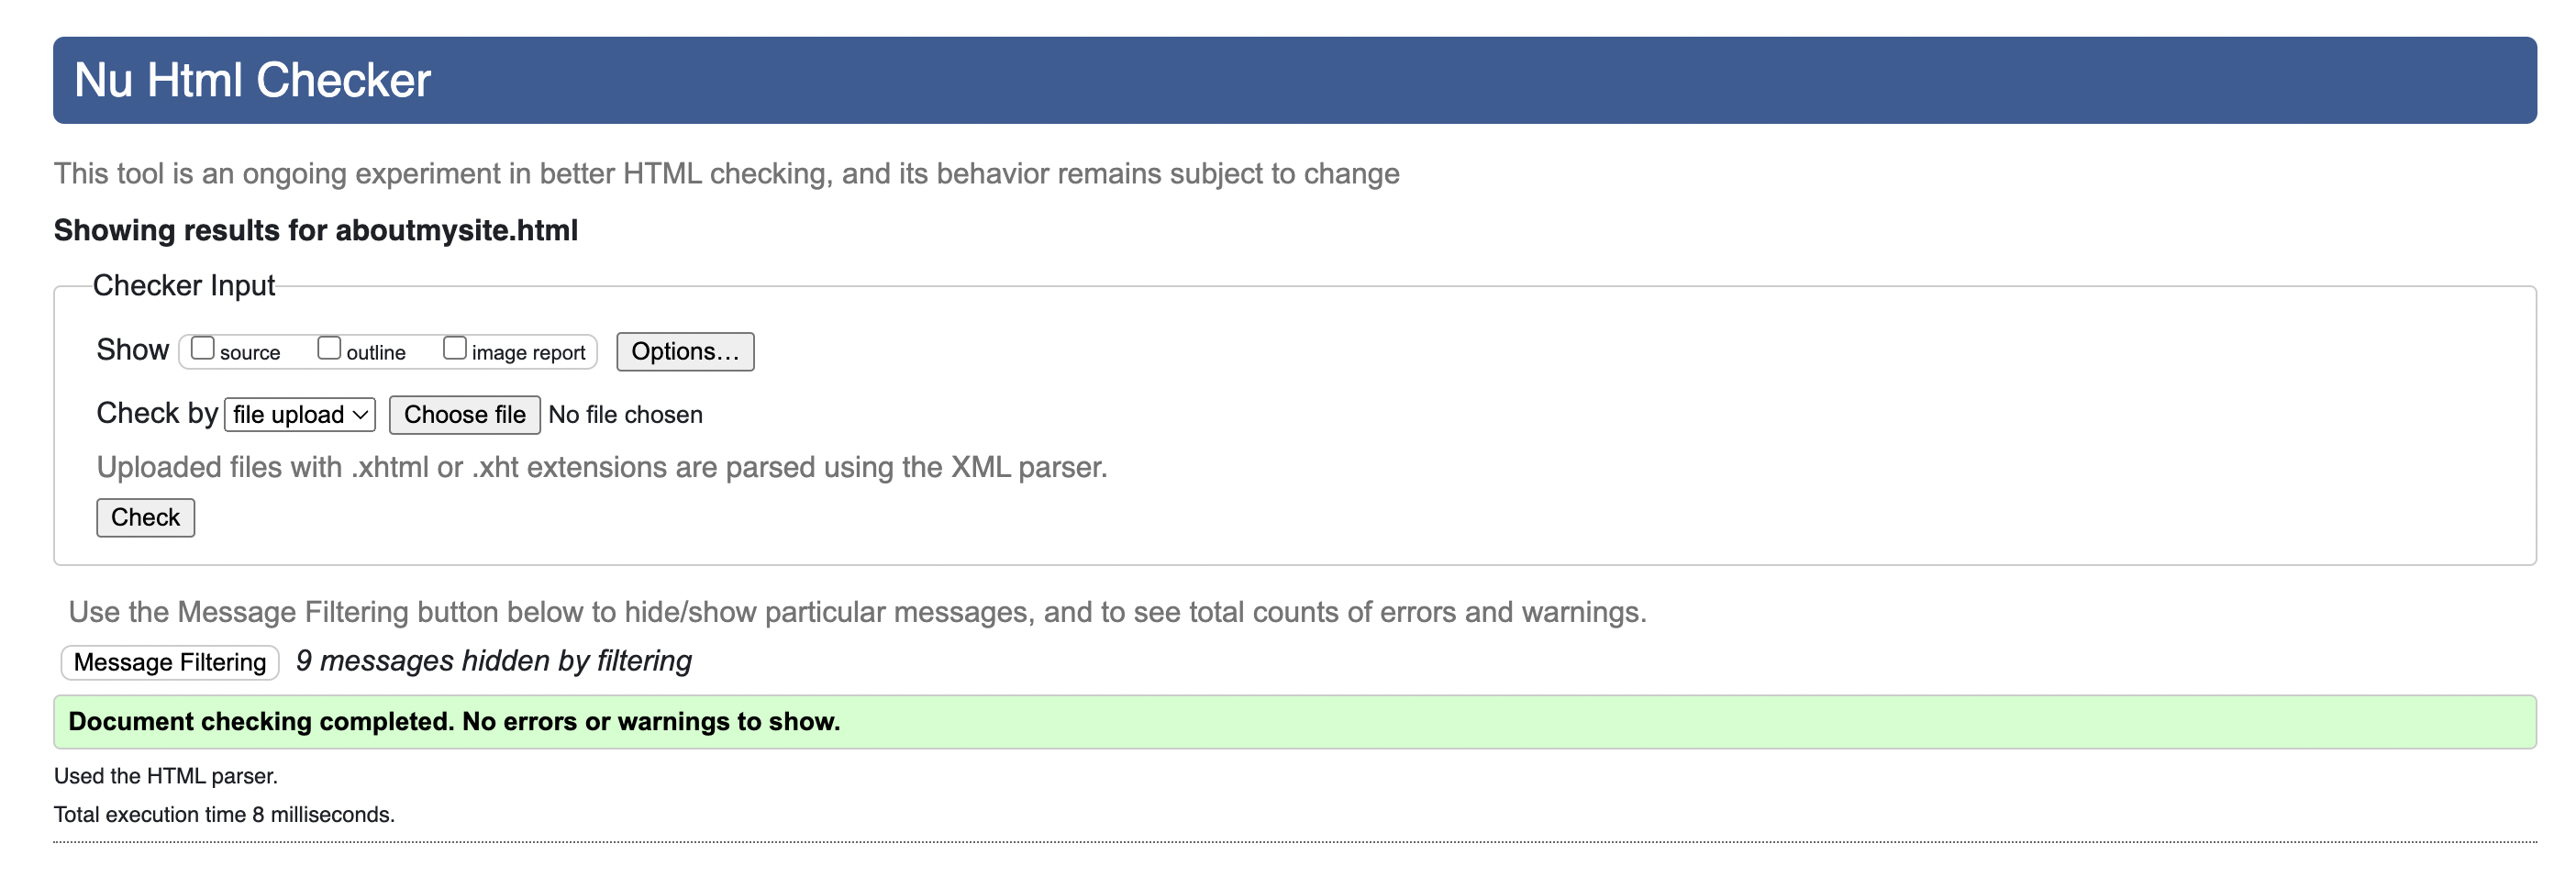 Nu Html Checker
This tool is an ongoing experiment in better HTML checking, and its behavior remains subject to change
Showing results for aboutmysite.html
Checker Input
Show source outline image report Options...
Check by file upload Choose file No file chosen
Uploaded files with .xhtml or .xht extensions are parsed using the XML parser.
Check
Use the Message Filtering button below to hide/show particular messages, and to see total counts of errors and warnings.
Message Filtering 9 messages hidden by filtering
Document checking completed. No errors or warnings to show.
Used the HTML parser.
Total execution time 8 milliseconds.